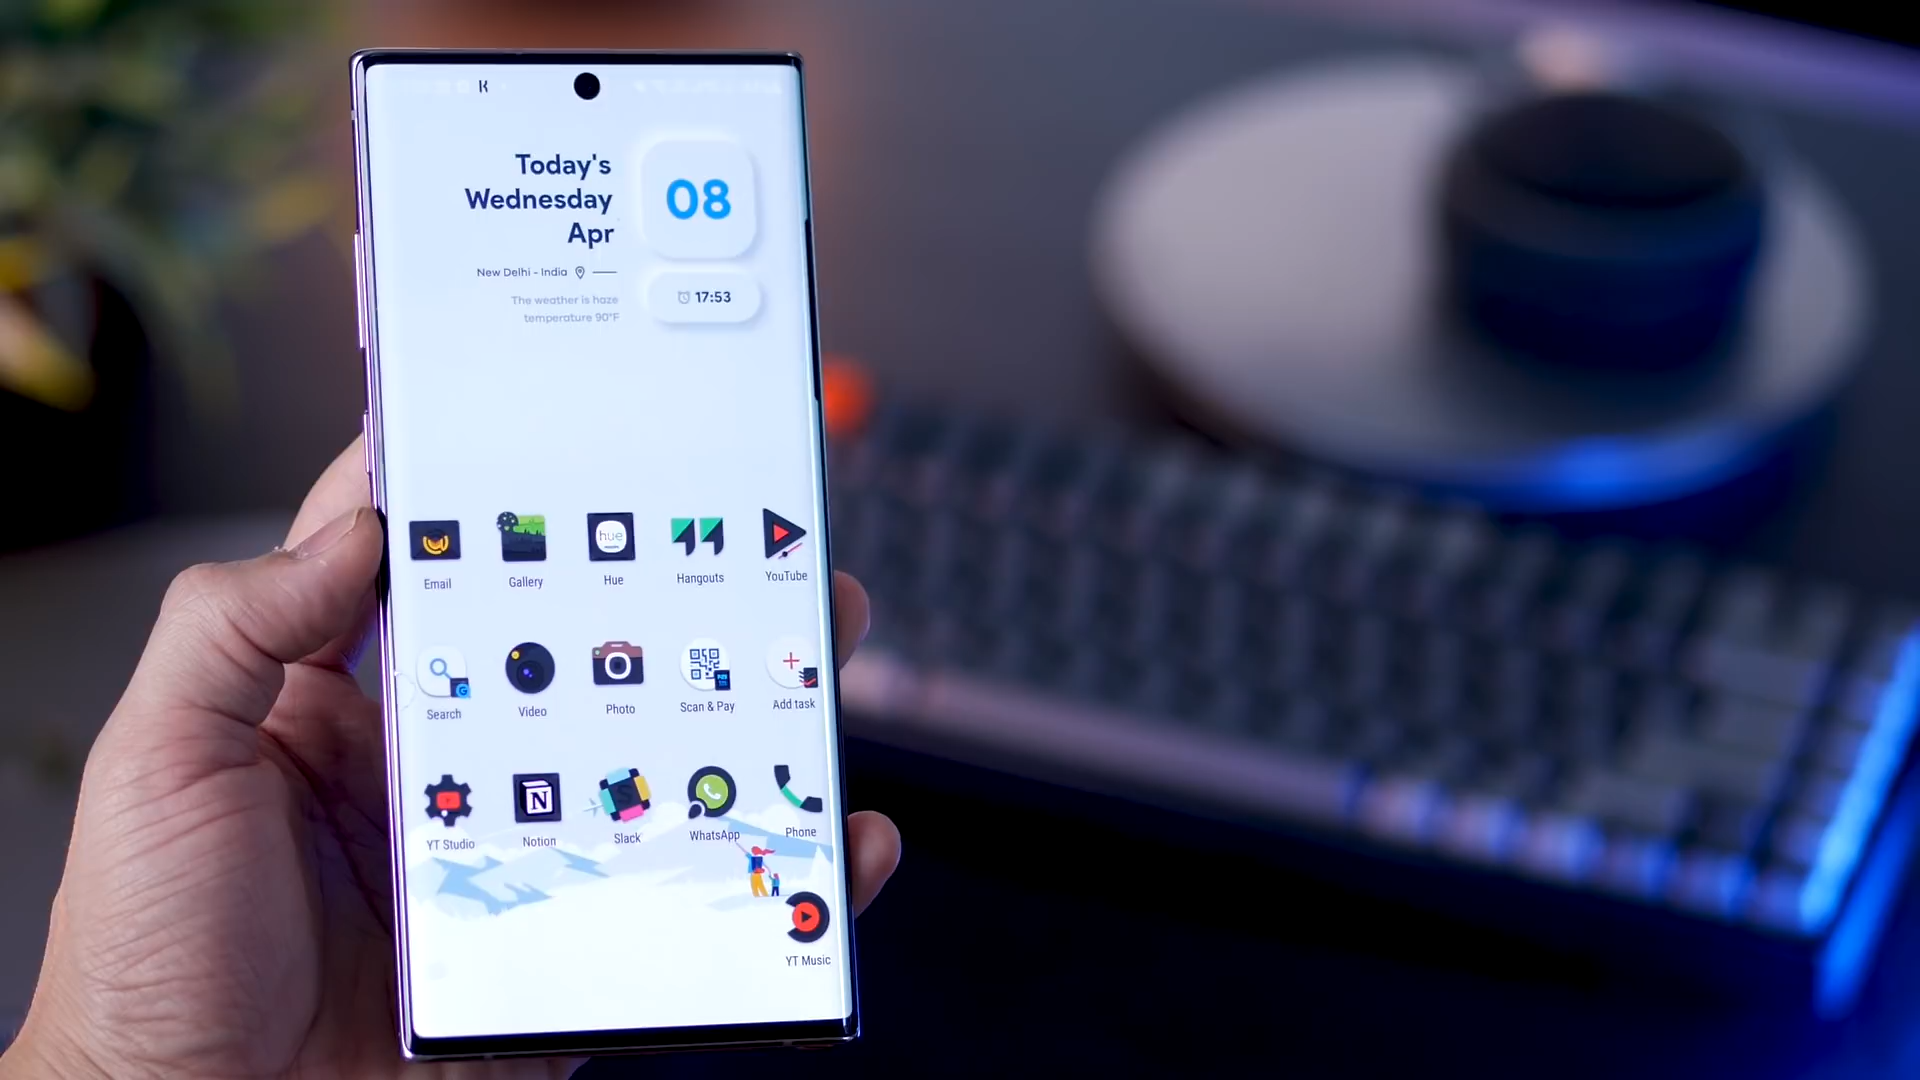 Today's
Wednesday
Apr
08
New Delhi - India
17:53
The weather is haze
temperature 90°F
Email
Gallery
hue
Hue
Hangouts
YouTube
Search
Video
Photo
Scan & Pay
Add task
YT Studio
N
Notion
S
Slack
WhatsApp
Phone
YT Music